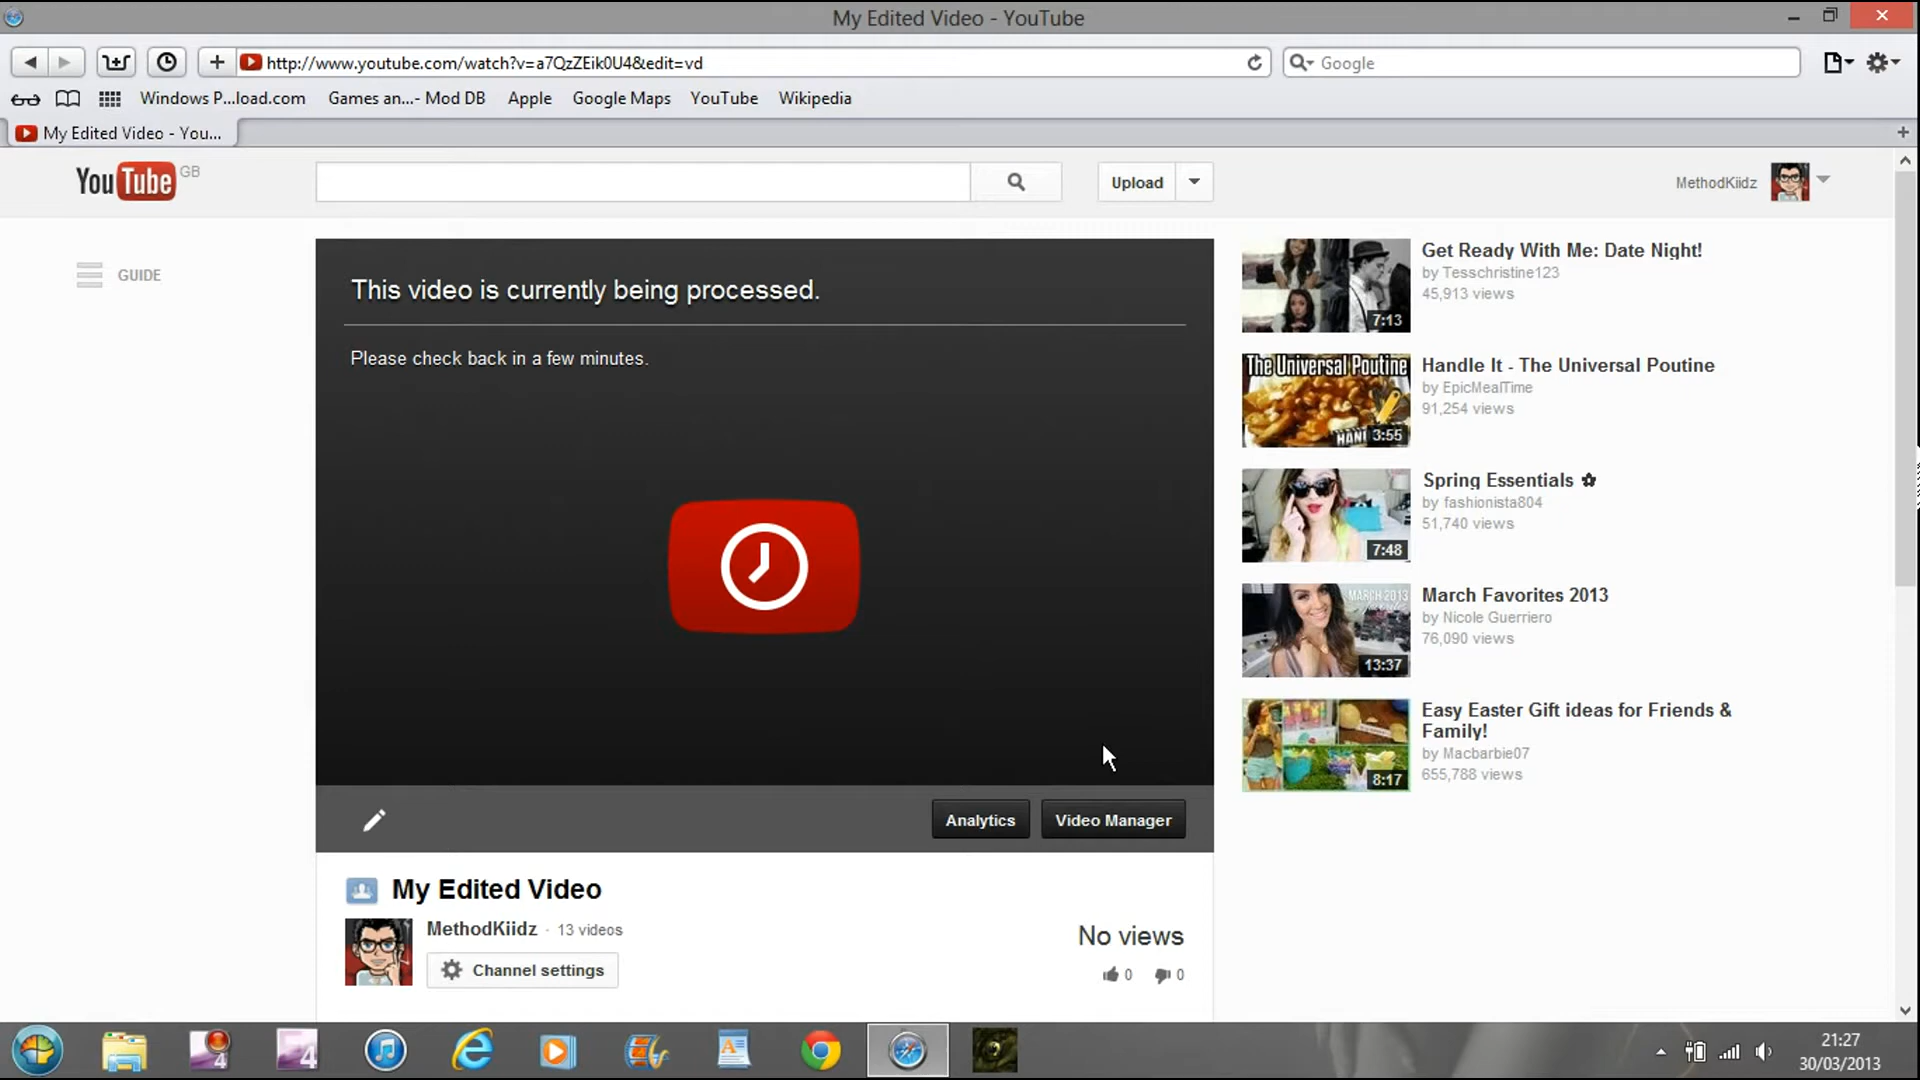 My Edited Video - YouTube
http://www.youtube.com/watch?v=a7QzZEik0U4&edit=vd
Google
Windows P...load.com
Games an...- Mod DB
Apple
Google Maps
YouTube
Wikipedia
My Edited Video - You...
YouTube GB
Upload
MethodKiidz
GUIDE
This video is currently being processed.
Please check back in a few minutes.
Analytics
Video Manager
My Edited Video
MethodKiidz · 13 videos
Channel settings
No views
0
0
7:13
Get Ready With Me: Date Night!
by Tesschristine123
45,913 views
The Universal Poutine
HANDL
3:55
Handle It - The Universal Poutine
by EpicMealTime
91,254 views
7:48
Spring Essentials ✿
by fashionista804
51,740 views
MARCH 2013
13:37
March Favorites 2013
by Nicole Guerriero
76,090 views
8:17
Easy Easter Gift ideas for Friends &
Family!
by Macbarbie07
655,788 views
4
4
21:27
30/03/2013